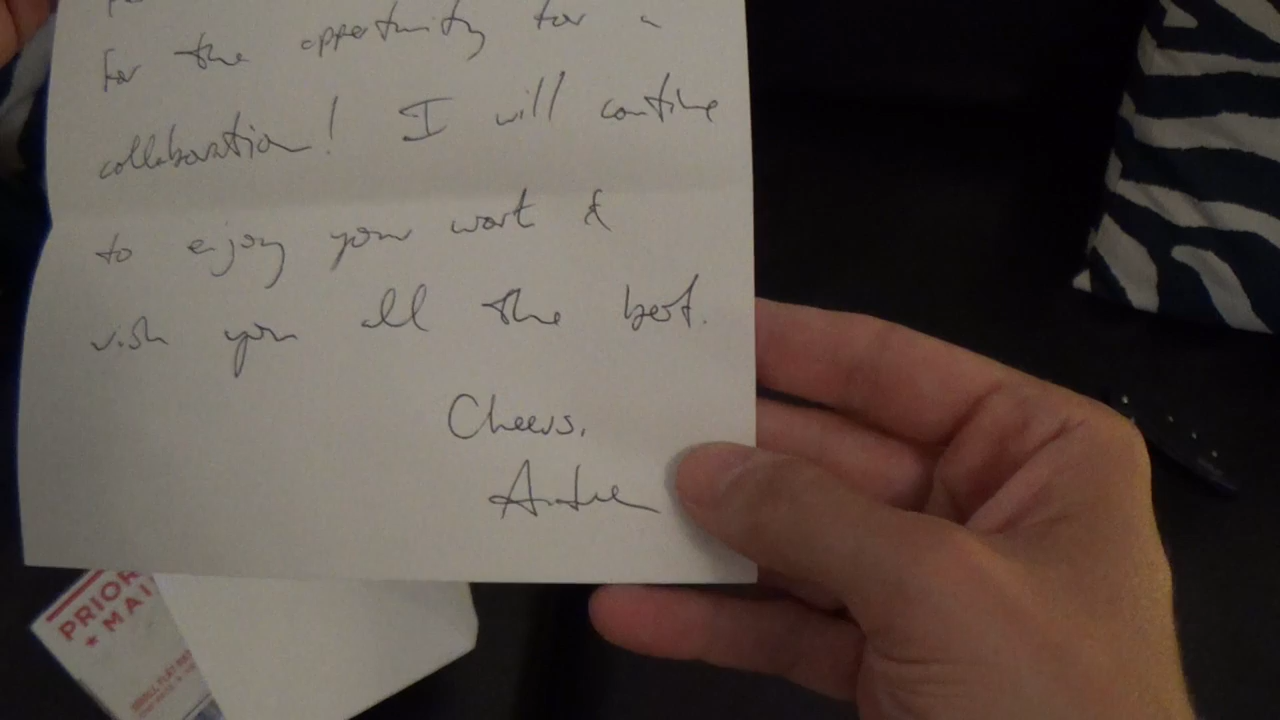 for the opportunity for a
collaboration! I will continue
to enjoy your work &
wish you all the best.
Cheers,
Andre
PRIOR
★ MAI